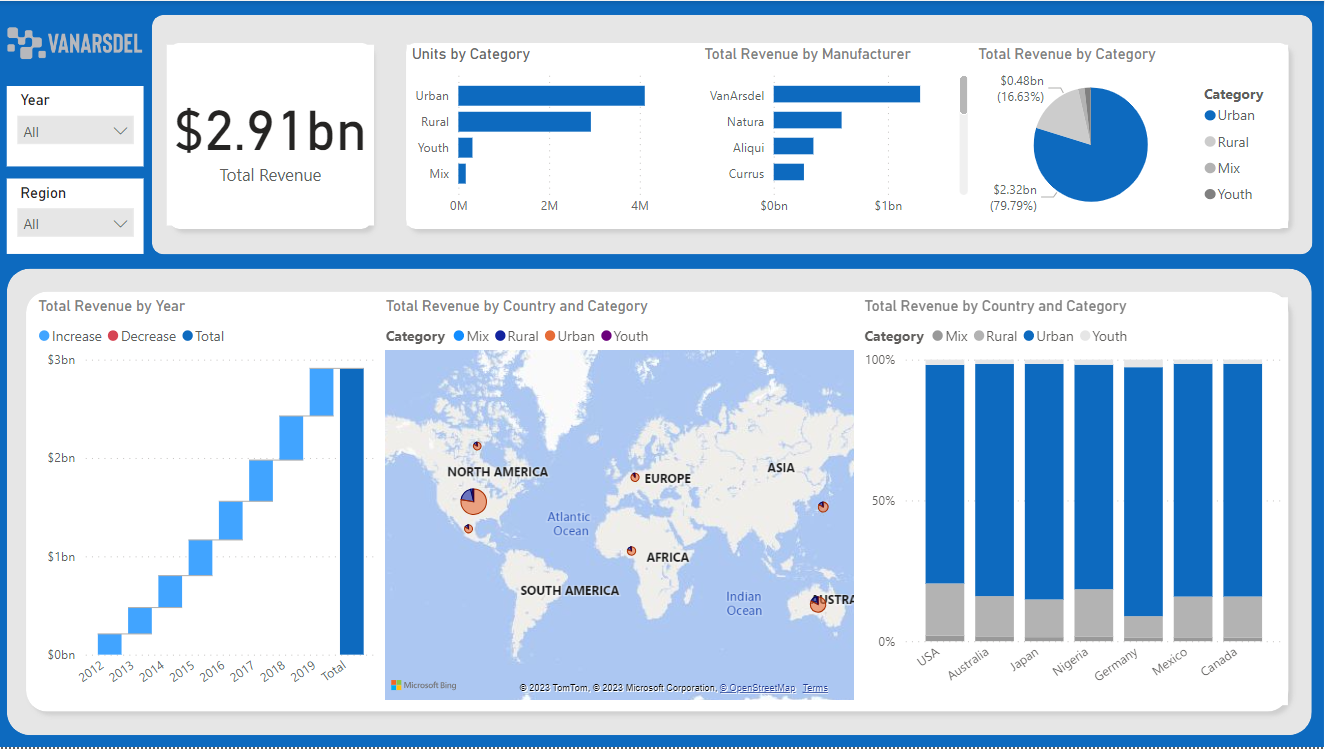 VANARSDEL
Year
All
Region
All
$2.91bn
Total Revenue
Units by Category
Urban
Rural
Youth
Mix
0M 2M 4M
Total Revenue by Manufacturer
VanArsdel
Natura
Aliqui
Currus
$0bn $1bn
Total Revenue by Category
$0.48bn
(16.63%)
$2.32bn
(79.79%)
Category
Urban
Rural
Mix
Youth
Total Revenue by Year
Increase Decrease Total
$3bn
$2bn
$1bn
$0bn
2012 2013 2014 2015 2016 2017 2018 2019 Total
Total Revenue by Country and Category
Category Mix Rural Urban Youth
NORTH AMERICA
EUROPE
ASIA
Atlantic
Ocean
AFRICA
SOUTH AMERICA
Indian
Ocean
AUSTRA
Microsoft Bing
© 2023 TomTom, © 2023 Microsoft Corporation, © OpenStreetMap Terms
Total Revenue by Country and Category
Category Mix Rural Urban Youth
100%
50%
0%
USA Australia Japan Nigeria Germany Mexico Canada